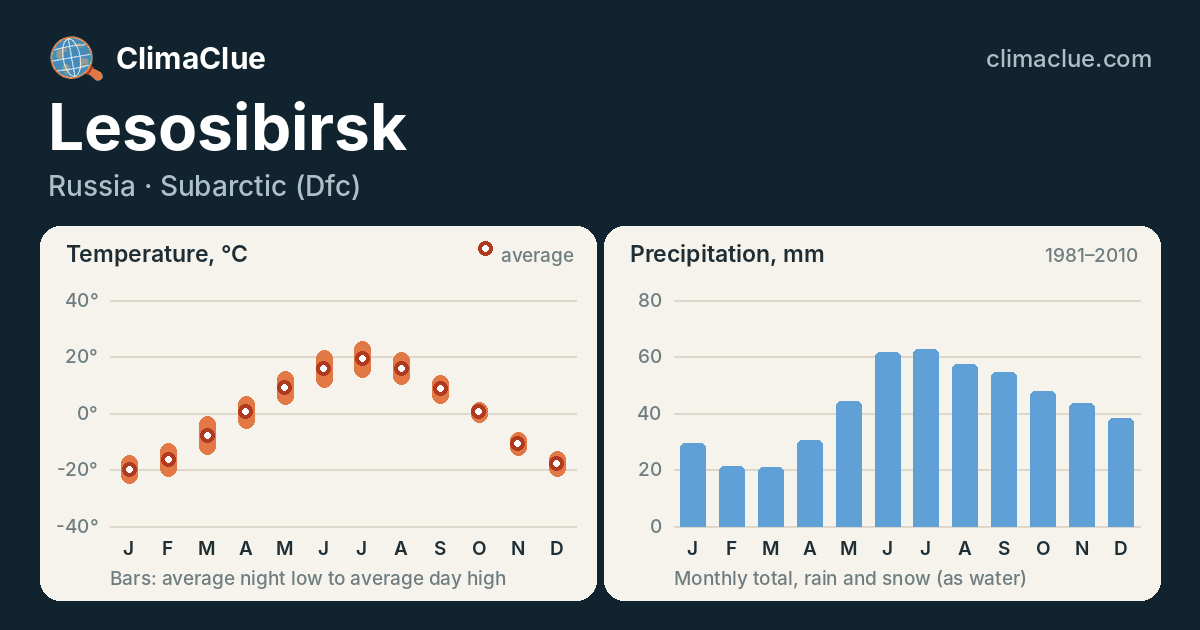 ClimaClue
climaclue.com
Lesosibirsk
Russia · Subarctic (Dfc)
Temperature, °C
average
40°
20°
0°
-20°
-40°
J F M A M J J A S O N D
Bars: average night low to average day high
Precipitation, mm
1981–2010
80
60
40
20
0
J F M A M J J A S O N D
Monthly total, rain and snow (as water)